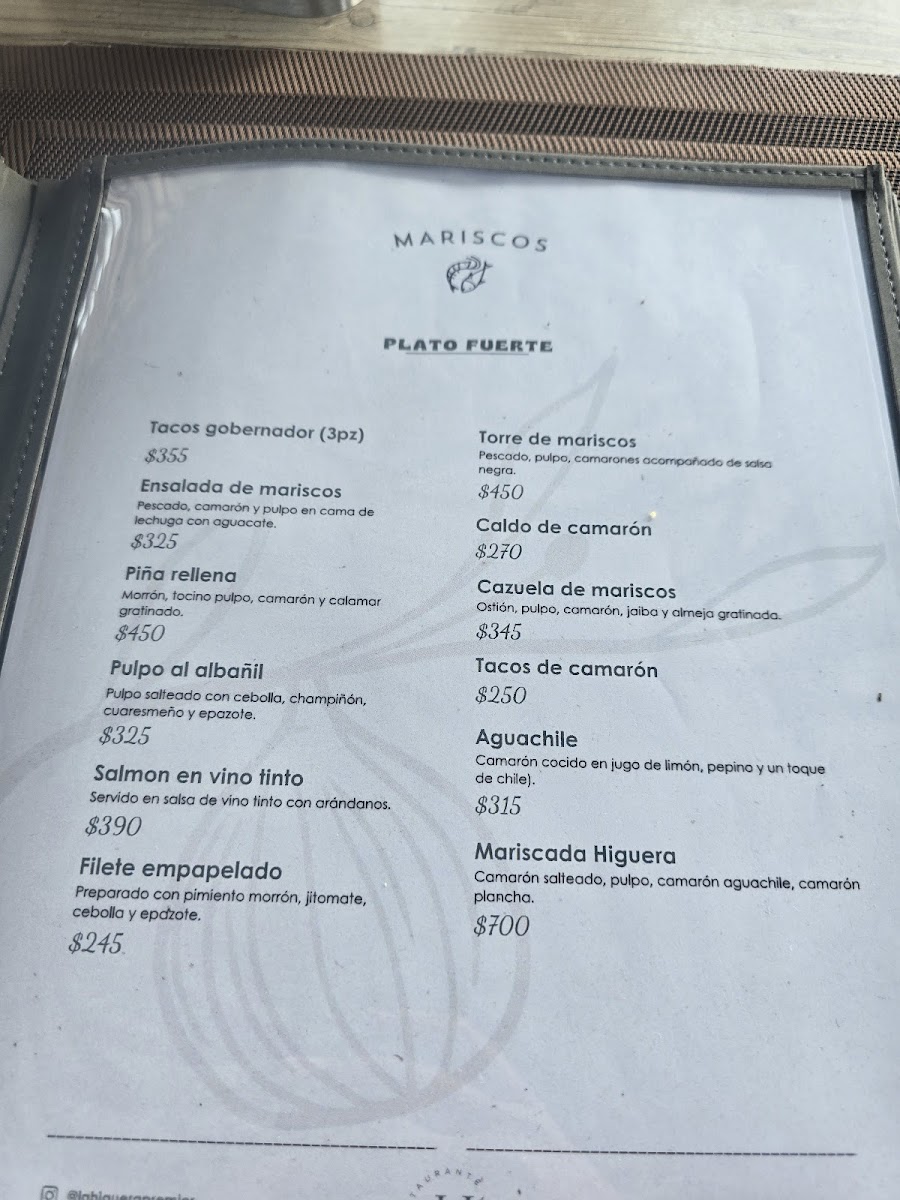 MARISCOS
PLATO FUERTE
Tacos gobernador (3pz)
$355
Ensalada de mariscos
Pescado, camarón y pulpo en cama de
lechuga con aguacate.
$325
Piña rellena
Morrón, tocino pulpo, camarón y calamar
gratinado.
$450
Pulpo al albañil
Pulpo salteado con cebolla, champiñón,
cuaresmeño y epazote.
$325
Salmon en vino tinto
Servido en salsa de vino tinto con arándanos.
$390
Filete empapelado
Preparado con pimiento morrón, jitomate,
cebolla y epazote.
$245
Torre de mariscos
Pescado, pulpo, camarones acompañado de salsa
negra.
$450
Caldo de camarón
$270
Cazuela de mariscos
Ostión, pulpo, camarón, jaiba y almeja gratinada.
$345
Tacos de camarón
$250
Aguachile
Camarón cocido en jugo de limón, pepino y un toque
de chile).
$315
Mariscada Higuera
Camarón salteado, pulpo, camarón aguachile, camarón
plancha.
$700